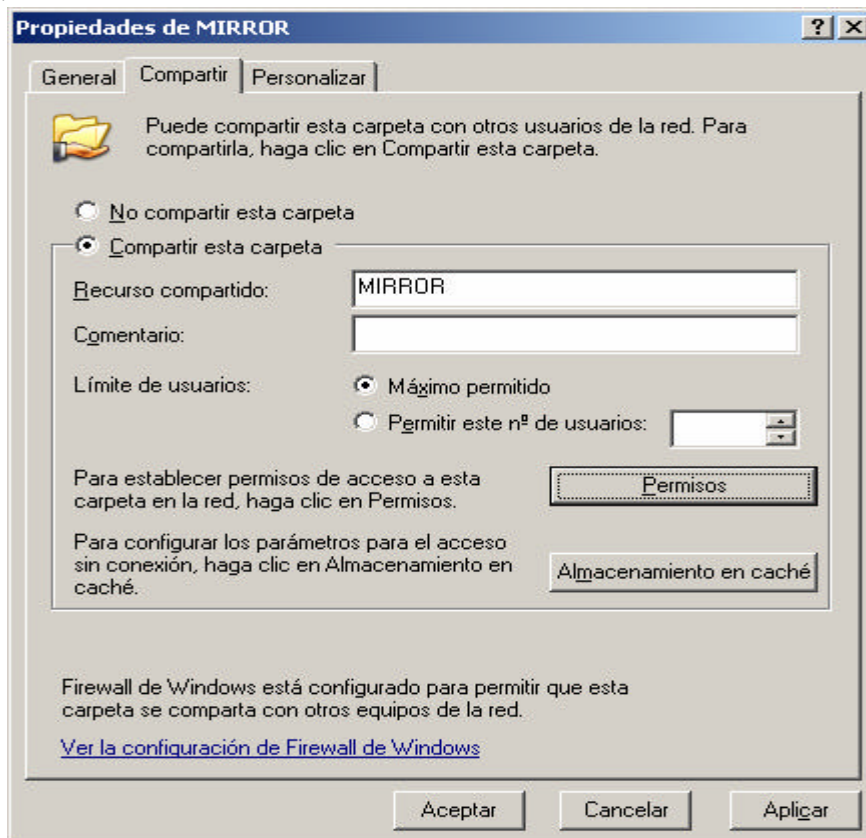 Propiedades de MIRROR
General Compartir Personalizar
Puede compartir esta carpeta con otros usuarios de la red. Para
compartirla, haga clic en Compartir esta carpeta.
No compartir esta carpeta
Compartir esta carpeta
Recurso compartido: MIRROR
Comentario:
Límite de usuarios: Máximo permitido
Permitir este nº de usuarios:
Para establecer permisos de acceso a esta
carpeta en la red, haga clic en Permisos.
Permisos
Para configurar los parámetros para el acceso
sin conexión, haga clic en Almacenamiento en
caché.
Almacenamiento en caché
Firewall de Windows está configurado para permitir que esta
carpeta se comparta con otros equipos de la red.
Ver la configuración de Firewall de Windows
Aceptar Cancelar Aplicar